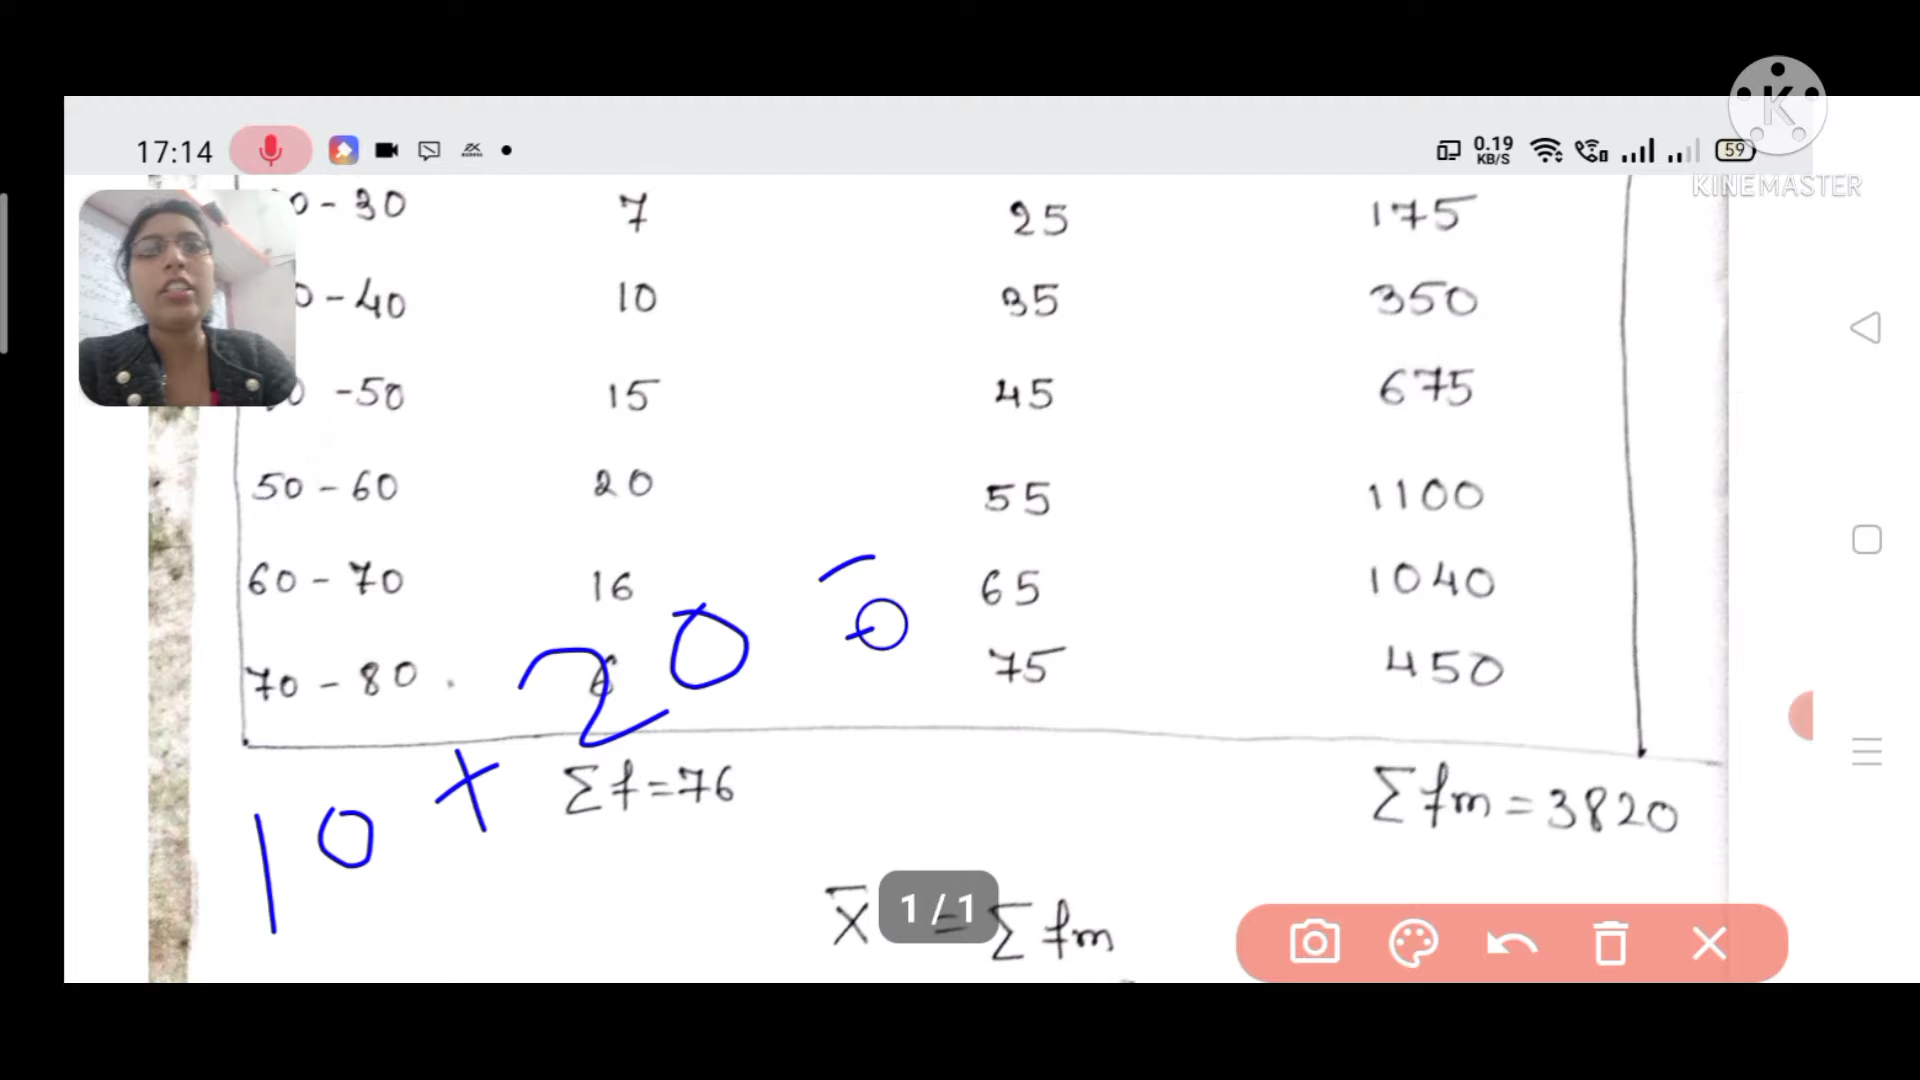 17:14 0.19 KB/S 59
KINEMASTER
0-30 7 25 175
0-40 10 35 350
0 -50 15 45 675
50-60 20 55 1100
60-70 16 65 1040
70-80 6 75 450
10 + 20 =
Σf=76 Σfm=3820
X̅ = Σfm
1/1